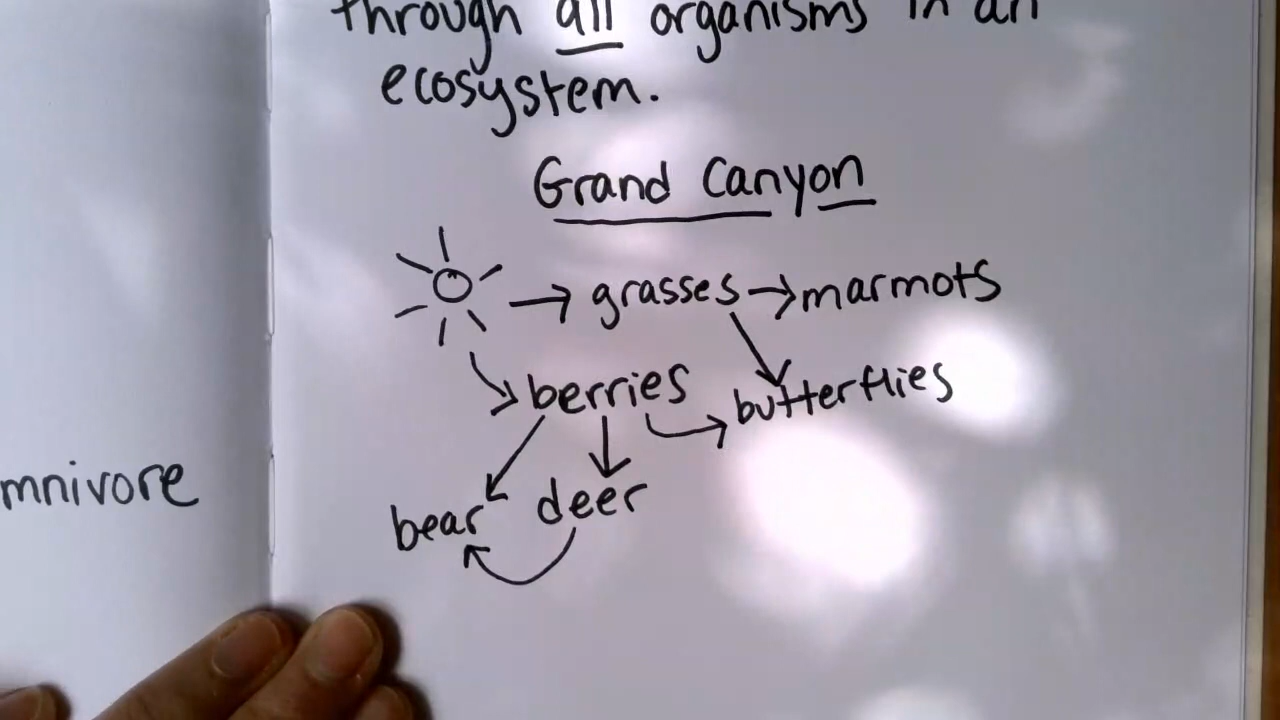 through all organisms in an
ecosystem.
Grand Canyon
grasses marmots
berries butterflies
bear deer
mnivore